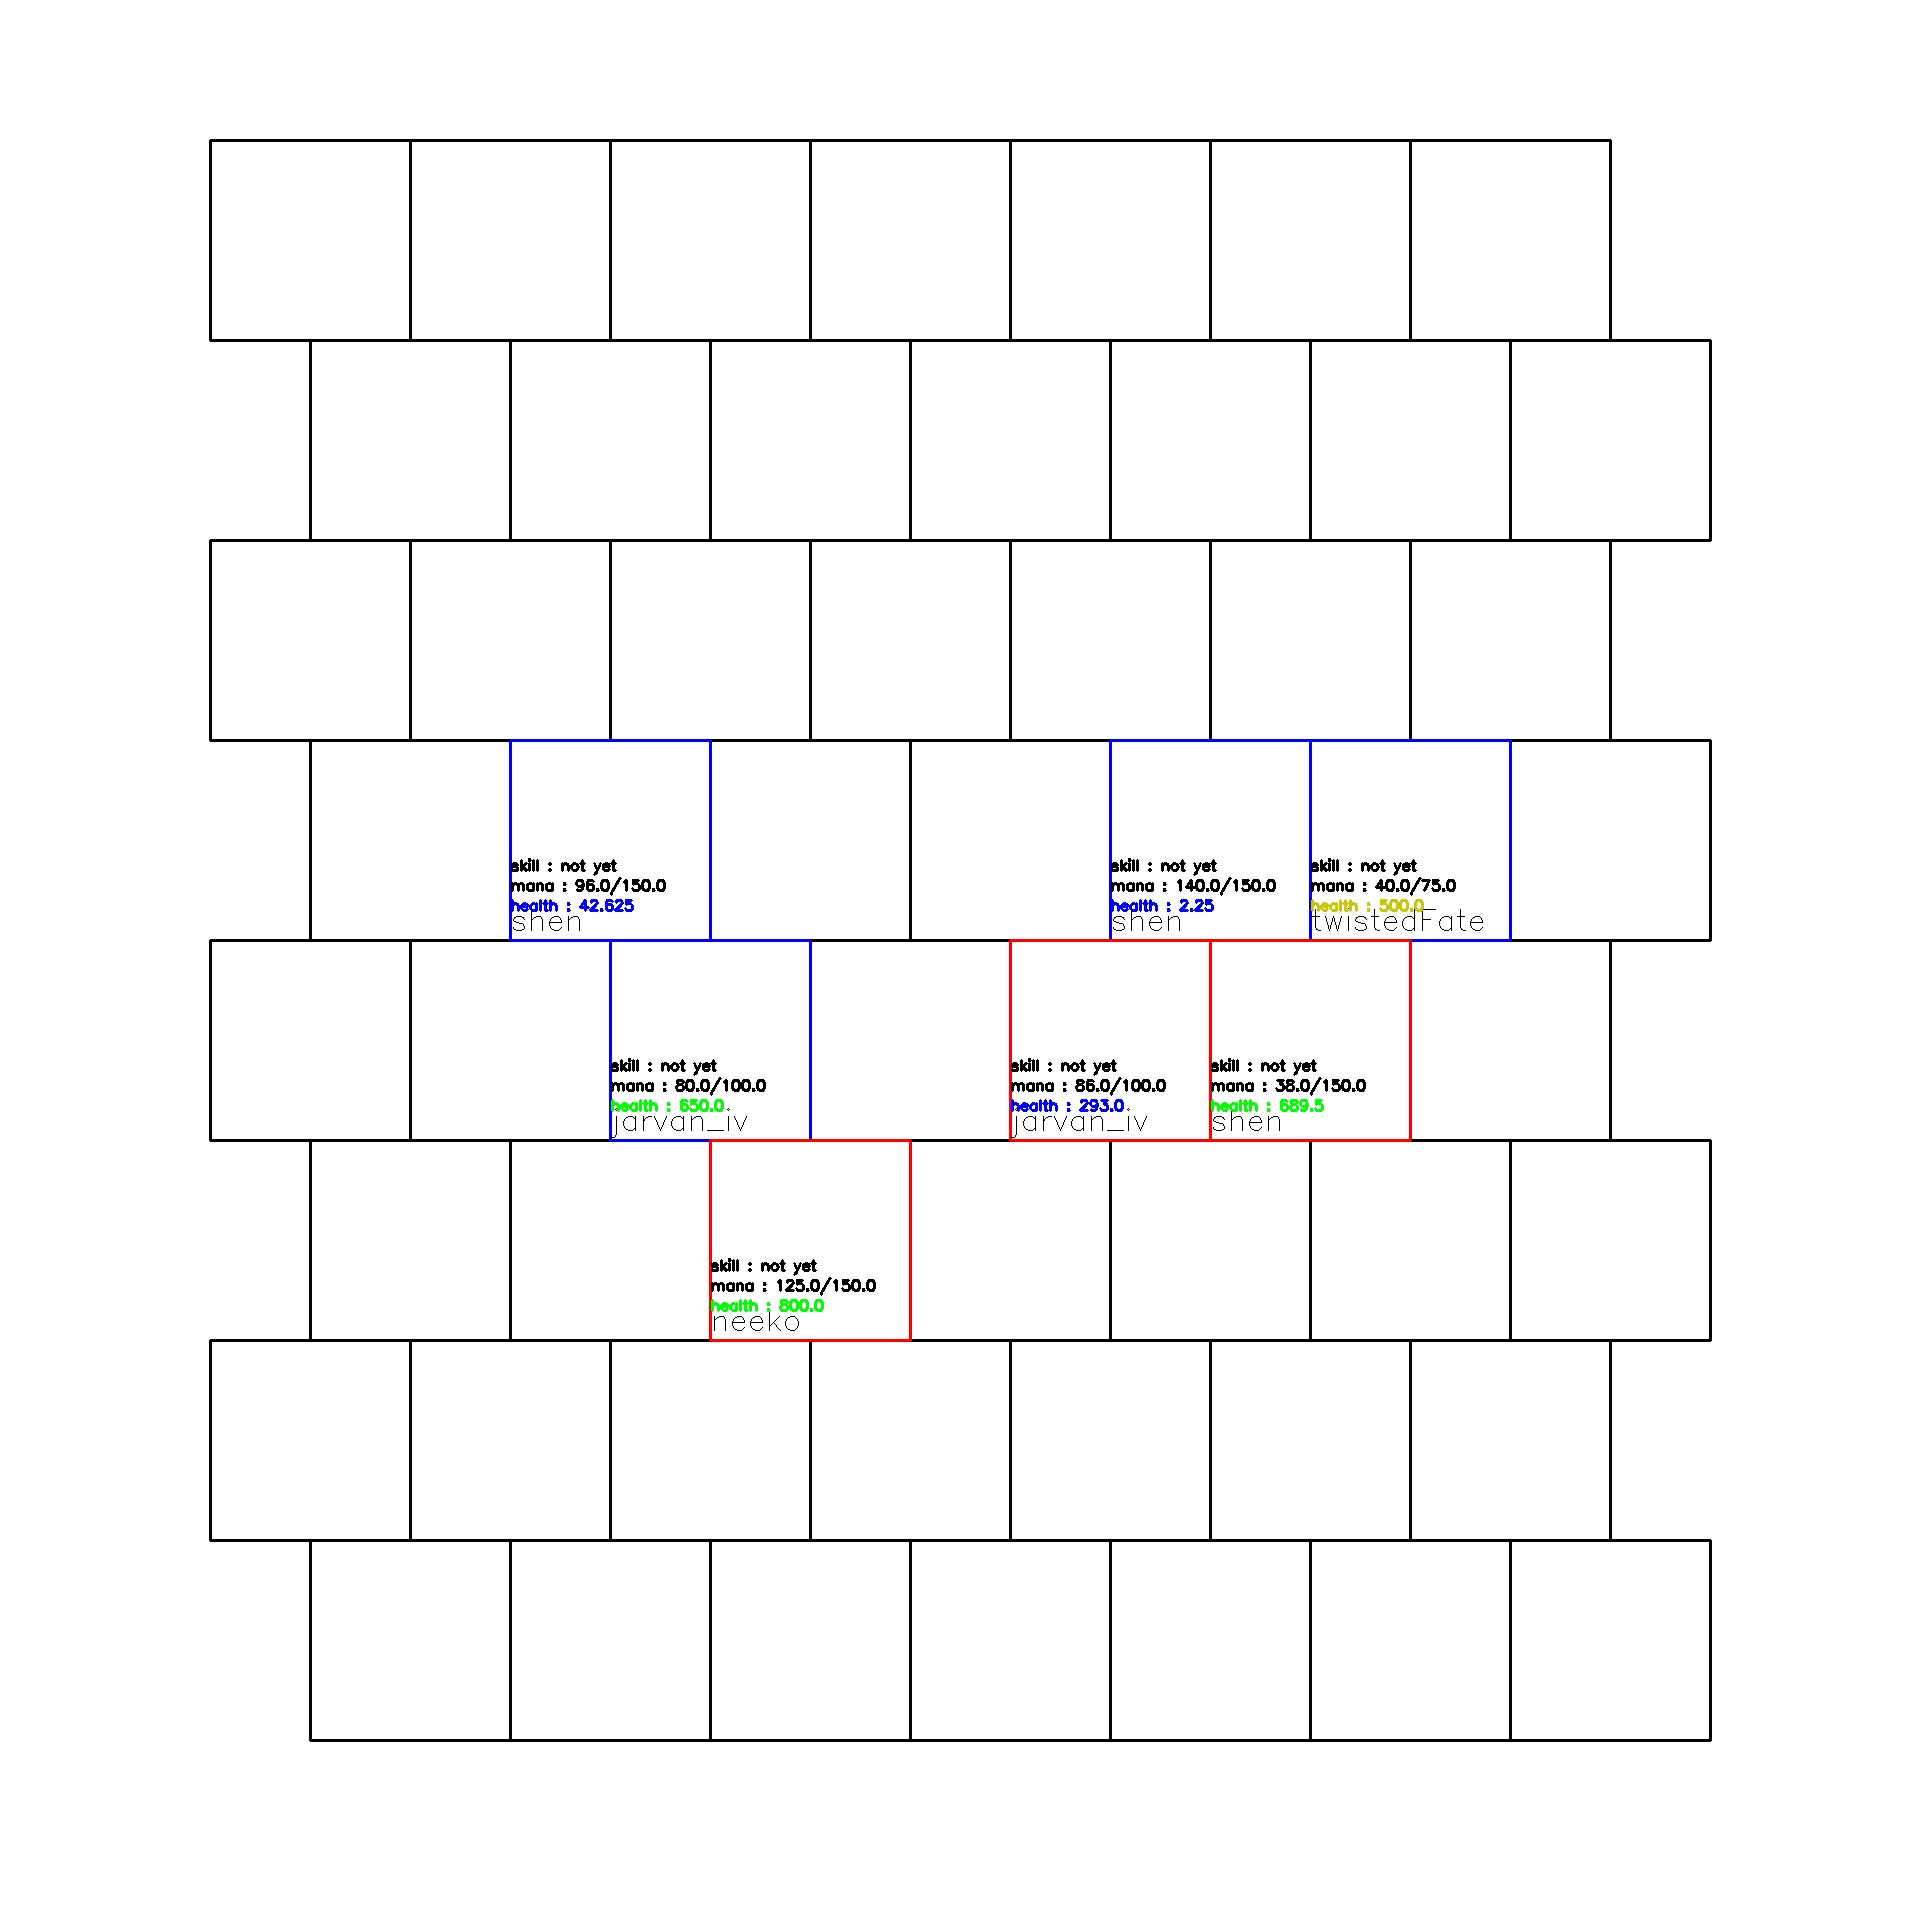 skill : not yet
mana : 96.0/150.0
health : 42.625
shen
skill : not yet
mana : 140.0/150.0
health : 2.25
shen
skill : not yet
mana : 40.0/75.0
health : 500.0
twistedFate
skill : not yet
mana : 80.0/100.0
health : 650.0
jarvan_iv
skill : not yet
mana : 86.0/100.0
health : 293.0
jarvan_iv
skill : not yet
mana : 38.0/150.0
health : 689.5
shen
skill : not yet
mana : 125.0/150.0
health : 800.0
neeko